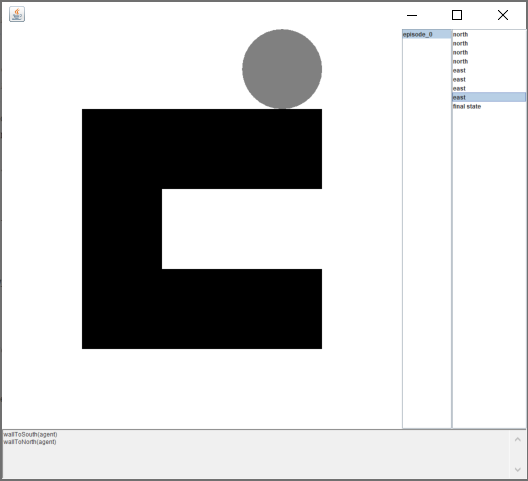 episode_0
north
north
north
north
east
east
east
east
final state
wallToSouth(agent)
wallToNorth(agent)